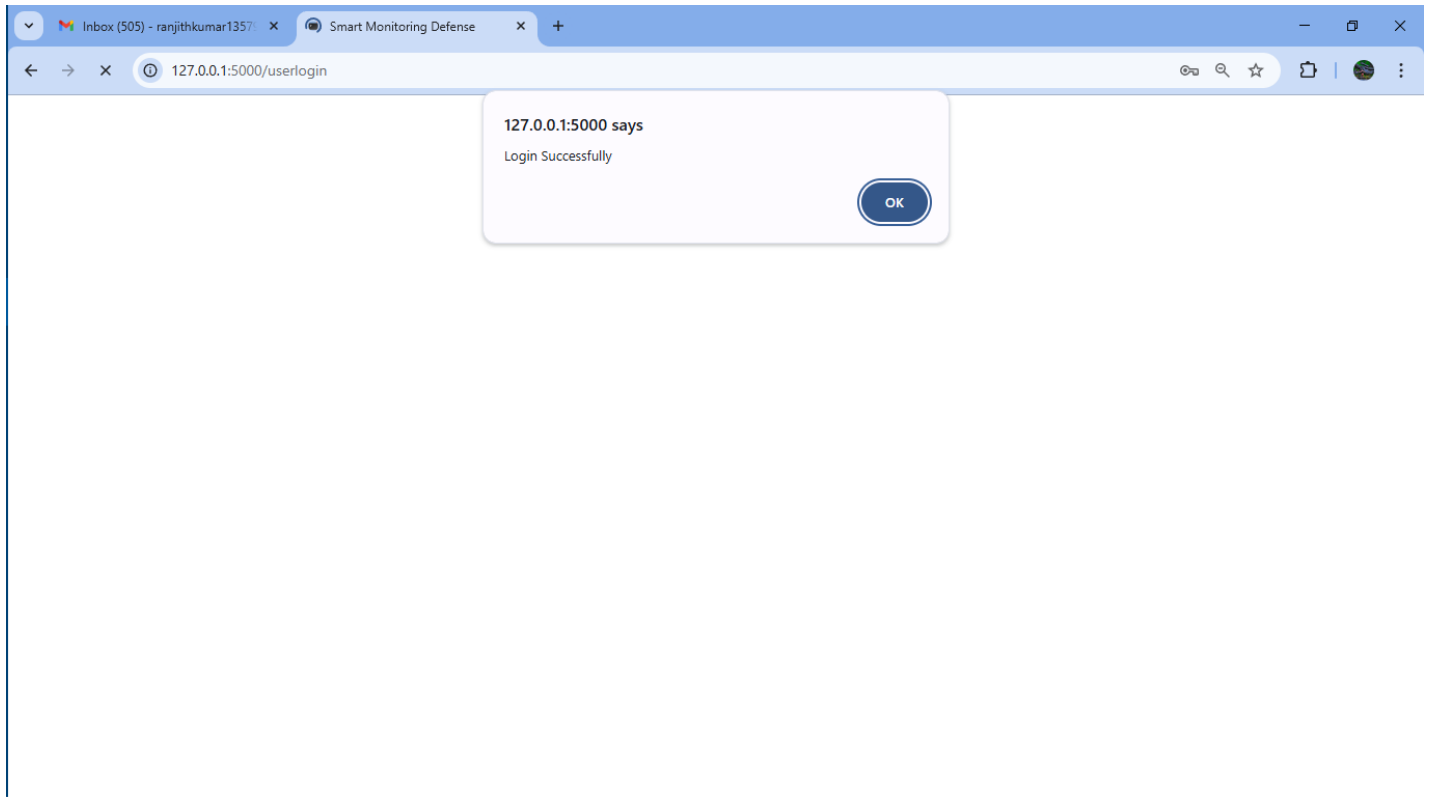 Inbox (505) - ranjithkumar1357
Smart Monitoring Defense
127.0.0.1:5000/userlogin
127.0.0.1:5000 says
Login Successfully
OK